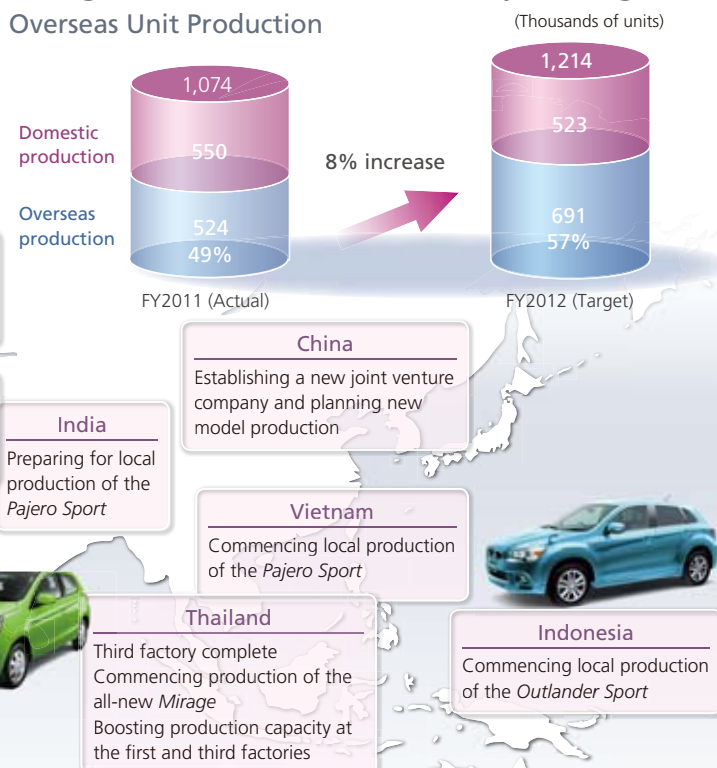 Overseas Unit Production
(Thousands of units)
1,074
1,214
Domestic
production
550
523
8% increase
Overseas
production
524
49%
691
57%
FY2011 (Actual)
FY2012 (Target)
China
Establishing a new joint venture
company and planning new
model production
India
Preparing for local
production of the
Pajero Sport
Vietnam
Commencing local production
of the Pajero Sport
Thailand
Third factory complete
Commencing production of the
all-new Mirage
Boosting production capacity at
the first and third factories
Indonesia
Commencing local production
of the Outlander Sport